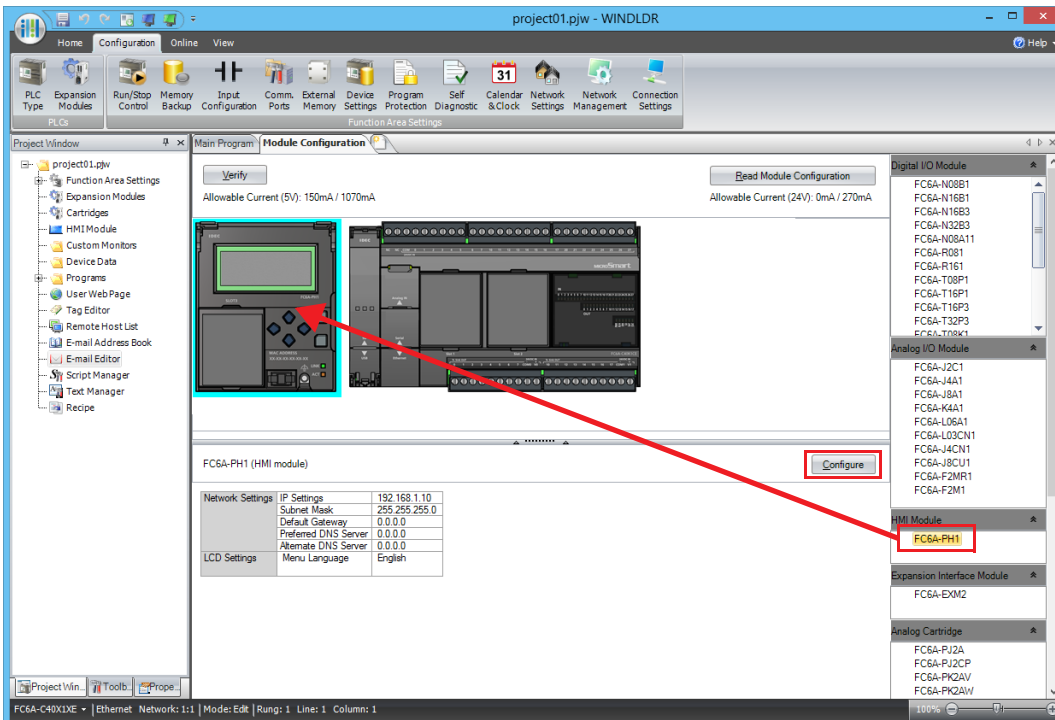 project01.pjw - WINDLDR
Home Configuration Online View
Help
PLC Type
Expansion Modules
Run/Stop Control
Memory Backup
Input Configuration
Comm. Ports
External Memory
Device Settings
Program Protection
Self Diagnostic
31
Calendar & Clock
Network Settings
Network Management
Connection Settings
PLCs
Function Area Settings
Project Window
Main Program
Module Configuration
project01.pjw
Function Area Settings
Expansion Modules
Cartridges
HMI Module
Custom Monitors
Device Data
Programs
User Web Page
Tag Editor
Remote Host List
E-mail Address Book
E-mail Editor
Script Manager
Text Manager
Recipe
Project Win...
Toolb...
Prope...
Verify
Read Module Configuration
Allowable Current (5V): 150mA / 1070mA
Allowable Current (24V): 0mA / 270mA
FC6A-PH1 (HMI module)
Configure
Network Settings IP Settings 192.168.1.10
Subnet Mask 255.255.255.0
Default Gateway 0.0.0.0
Preferred DNS Server 0.0.0.0
Alternate DNS Server 0.0.0.0
LCD Settings Menu Language English
Digital I/O Module
FC6A-N08B1
FC6A-N16B1
FC6A-N16B3
FC6A-N32B3
FC6A-N08A11
FC6A-R081
FC6A-R161
FC6A-T08P1
FC6A-T16P1
FC6A-T16P3
FC6A-T32P3
FC6A-T08K1
Analog I/O Module
FC6A-J2C1
FC6A-J4A1
FC6A-J8A1
FC6A-K4A1
FC6A-L06A1
FC6A-L03CN1
FC6A-J4CN1
FC6A-J8CU1
FC6A-F2MR1
FC6A-F2M1
HMI Module
FC6A-PH1
Expansion Interface Module
FC6A-EXM2
Analog Cartridge
FC6A-PJ2A
FC6A-PJ2CP
FC6A-PK2AV
FC6A-PK2AW
FC6A-C40X1XE
Ethernet Network: 1:1
Mode: Edit
Rung: 1 Line: 1 Column: 1
100%